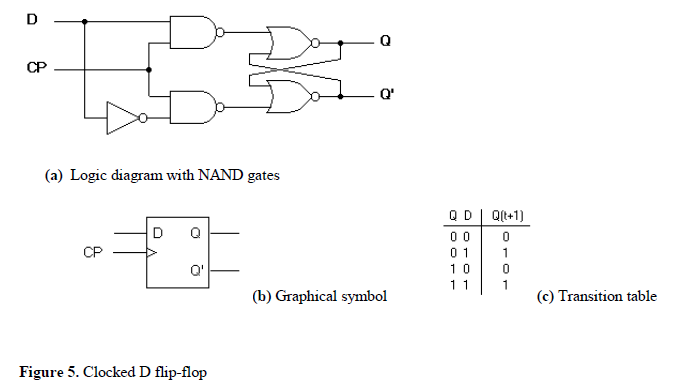 D
Q
CP
Q'
(a) Logic diagram with NAND gates
Q D Q(t+1)
D Q
0 0 0
0 1 1
CP
1 0 0
Q'
1 1 1
(b) Graphical symbol
(c) Transition table
Figure 5. Clocked D flip-flop